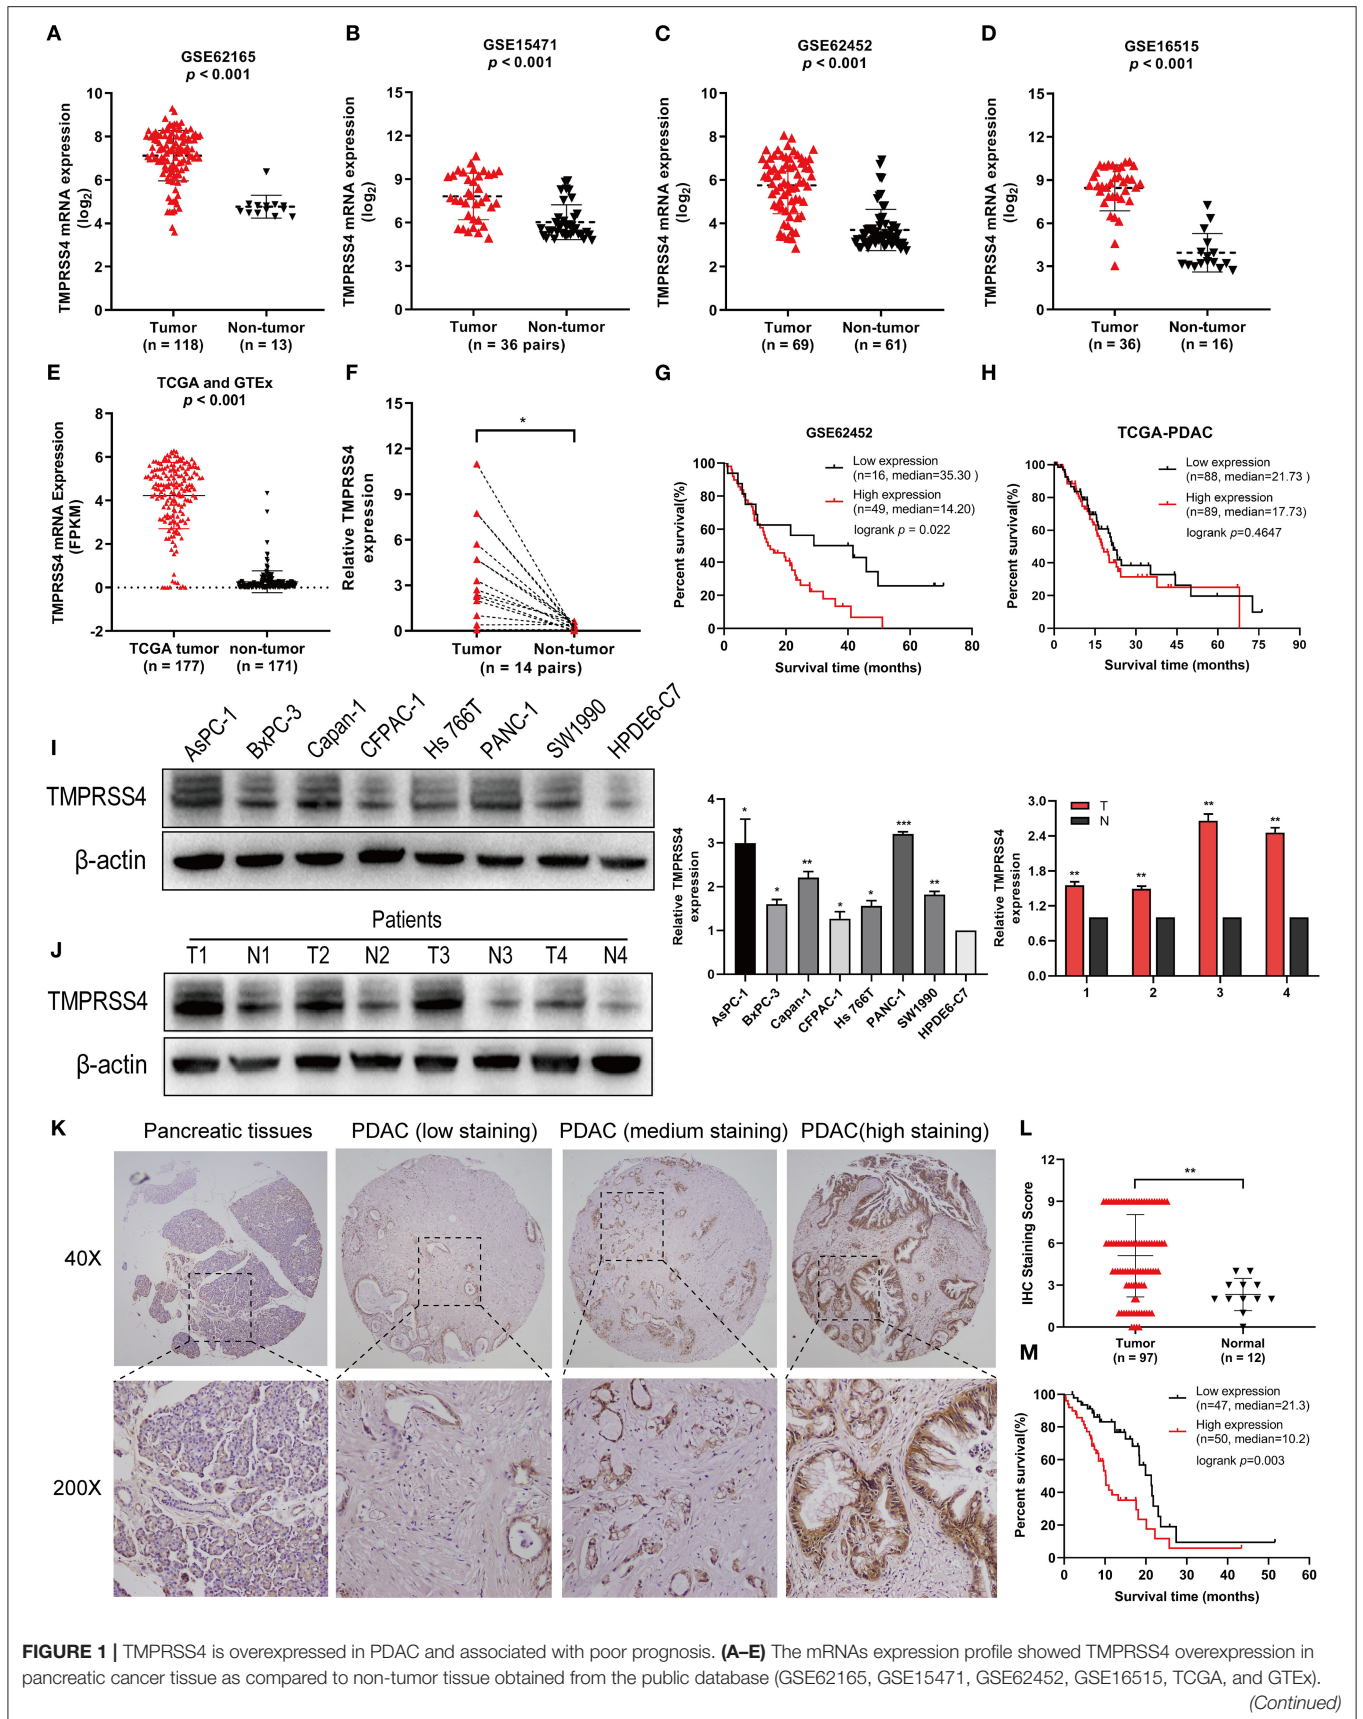 A
GSE62165
p < 0.001
TMPRSS4 mRNA expression
(log2)
10
8
6
4
2
0
Tumor
(n = 118)
Non-tumor
(n = 13)
B
GSE15471
p < 0.001
TMPRSS4 mRNA expression
(log2)
15
12
9
6
3
0
Tumor
Non-tumor
(n = 36 pairs)
C
GSE62452
p < 0.001
TMPRSS4 mRNA expression
(log2)
10
8
6
4
2
0
Tumor
(n = 69)
Non-tumor
(n = 61)
D
GSE16515
p < 0.001
TMPRSS4 mRNA expression
(log2)
15
12
9
6
3
0
Tumor
(n = 36)
Non-tumor
(n = 16)
E
TCGA and GTEx
p < 0.001
TMPRSS4 mRNA Expression
(FPKM)
8
6
4
2
0
-2
TCGA tumor
(n = 177)
non-tumor
(n = 171)
F
Relative TMPRSS4
expression
15
12
9
6
3
0
*
Tumor
Non-tumor
(n = 14 pairs)
G
GSE62452
Low expression
(n=16, median=35.30 )
High expression
(n=49, median=14.20)
logrank p = 0.022
Percent survival(%)
100
80
60
40
20
0
0 20 40 60 80
Survival time (months)
H
TCGA-PDAC
Low expression
(n=88, median=21.73 )
High expression
(n=89, median=17.73)
logrank p=0.4647
Percent survival(%)
100
80
60
40
20
0
0 15 30 45 60 75 90
Survival time (months)
I
AsPC-1 BxPC-3 Capan-1 CFPAC-1 Hs 766T PANC-1 SW1990 HPDE6-C7
TMPRSS4
β-actin
Relative TMPRSS4
expression
4
3
2
1
0
* * ** * * *** **
AsPC-1 BxPC-3 Capan-1 CFPAC-1 Hs 766T PANC-1 SW1990 HPDE6-C7
Relative TMPRSS4
expression
3.0
2.4
1.8
1.2
0.6
0.0
T
N
** ** ** **
1 2 3 4
J
Patients
T1 N1 T2 N2 T3 N3 T4 N4
TMPRSS4
β-actin
K
Pancreatic tissues
PDAC (low staining)
PDAC (medium staining)
PDAC(high staining)
40X
200X
L
IHC Staining Score
12
9
6
3
0
**
Tumor
(n = 97)
Normal
(n = 12)
M
Low expression
(n=47, median=21.3)
High expression
(n=50, median=10.2)
logrank p=0.003
Percent survival(%)
100
80
60
40
20
0
0 10 20 30 40 50 60
Survival time (months)
FIGURE 1 | TMPRSS4 is overexpressed in PDAC and associated with poor prognosis. (A–E) The mRNAs expression profile showed TMPRSS4 overexpression in
pancreatic cancer tissue as compared to non-tumor tissue obtained from the public database (GSE62165, GSE15471, GSE62452, GSE16515, TCGA, and GTEx).
(Continued)